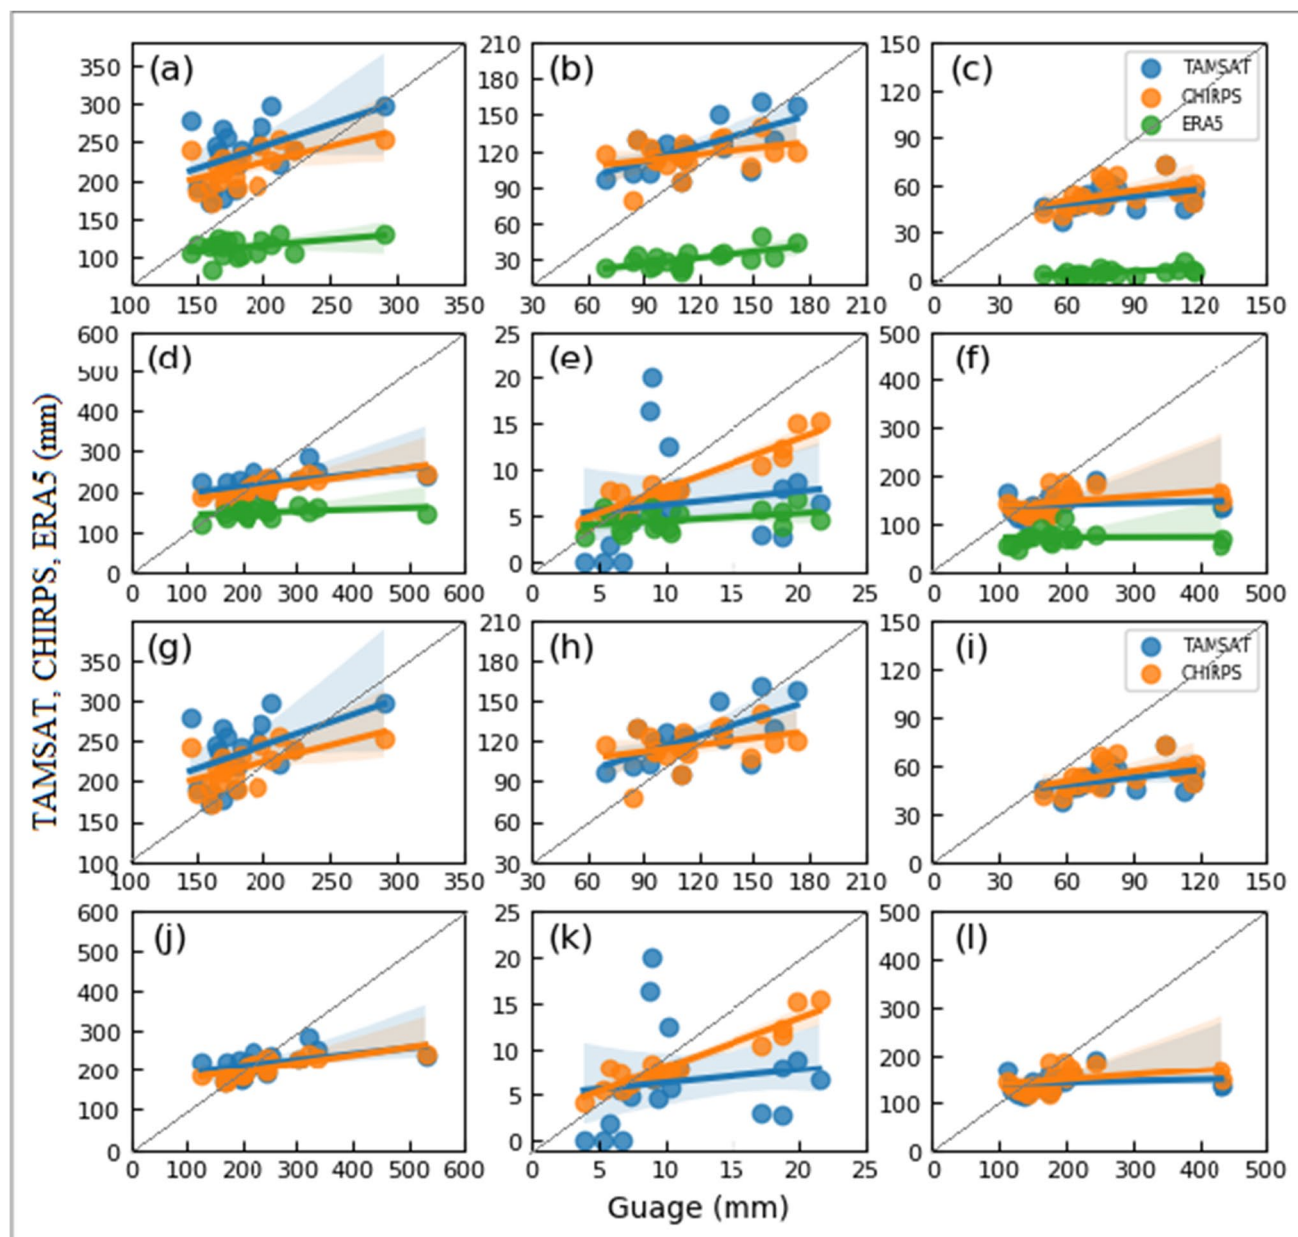 TAMSAT, CHIRPS, ERA5 (mm)
(a)
350
300
250
200
150
100
100 150 200 250 300 350
(b)
210
180
150
120
90
60
30
30 60 90 120 150 180 210
(c)
TAMSAT
CHIRPS
ERA5
150
120
90
60
30
0
0 30 60 90 120 150
(d)
600
500
400
300
200
100
0
0 100 200 300 400 500 600
(e)
25
20
15
10
5
0
0 5 10 15 20 25
(f)
500
400
300
200
100
0
0 100 200 300 400 500
(g)
350
300
250
200
150
100
100 150 200 250 300 350
(h)
210
180
150
120
90
60
30
30 60 90 120 150 180 210
(i)
TAMSAT
CHIRPS
150
120
90
60
30
0
0 30 60 90 120 150
(j)
600
500
400
300
200
100
0
0 100 200 300 400 500 600
(k)
25
20
15
10
5
0
0 5 10 15 20 25
(l)
500
400
300
200
100
0
0 100 200 300 400 500
Guage (mm)